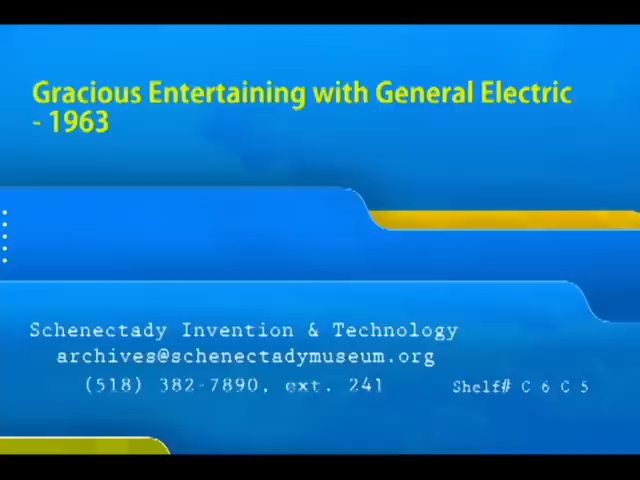 Gracious Entertaining with General Electric
- 1963
Schenectady Invention & Technology
archives@schenectadymuseum.org
(518) 382-7890, ext. 241
Shelf# C 6 C 5